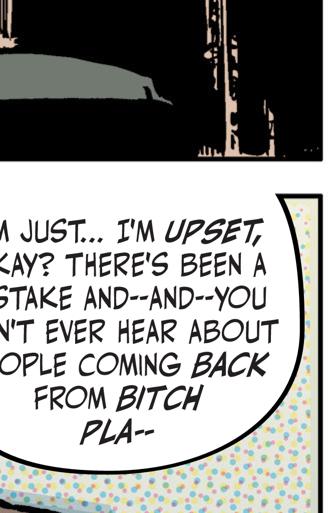 M JUST... I'M UPSET,
KAY? THERE'S BEEN A
STAKE AND--AND--YOU
N'T EVER HEAR ABOUT
OPLE COMING BACK
FROM BITCH
PLA--